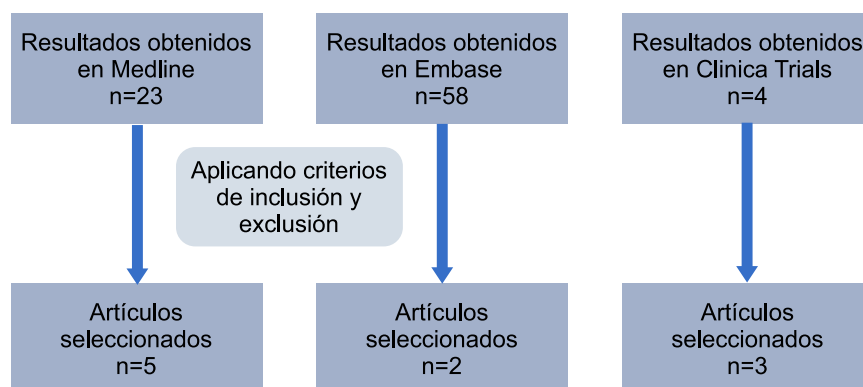 Resultados obtenidos
en Medline
n=23
Resultados obtenidos
en Embase
n=58
Resultados obtenidos
en Clinica Trials
n=4
Aplicando criterios
de inclusión y
exclusión
Artículos
seleccionados
n=5
Artículos
seleccionados
n=2
Artículos
seleccionados
n=3